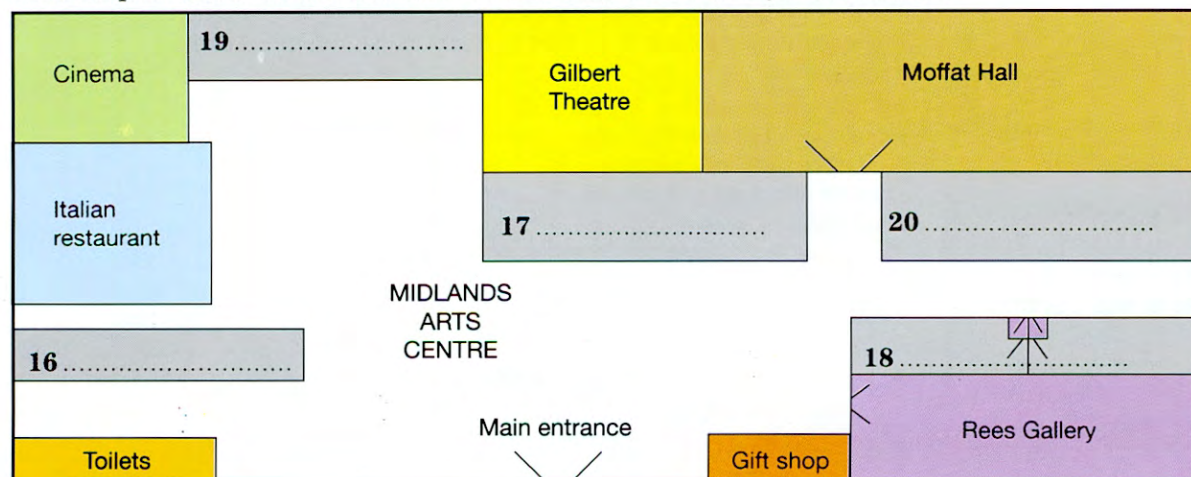 Cinema
19 ..............................
Gilbert
Theatre
Moffat Hall
Italian
restaurant
17 ..............................
20 ..............................
MIDLANDS
ARTS
CENTRE
16 ..............................
18 ..............................
Main entrance
Rees Gallery
Toilets
Gift shop